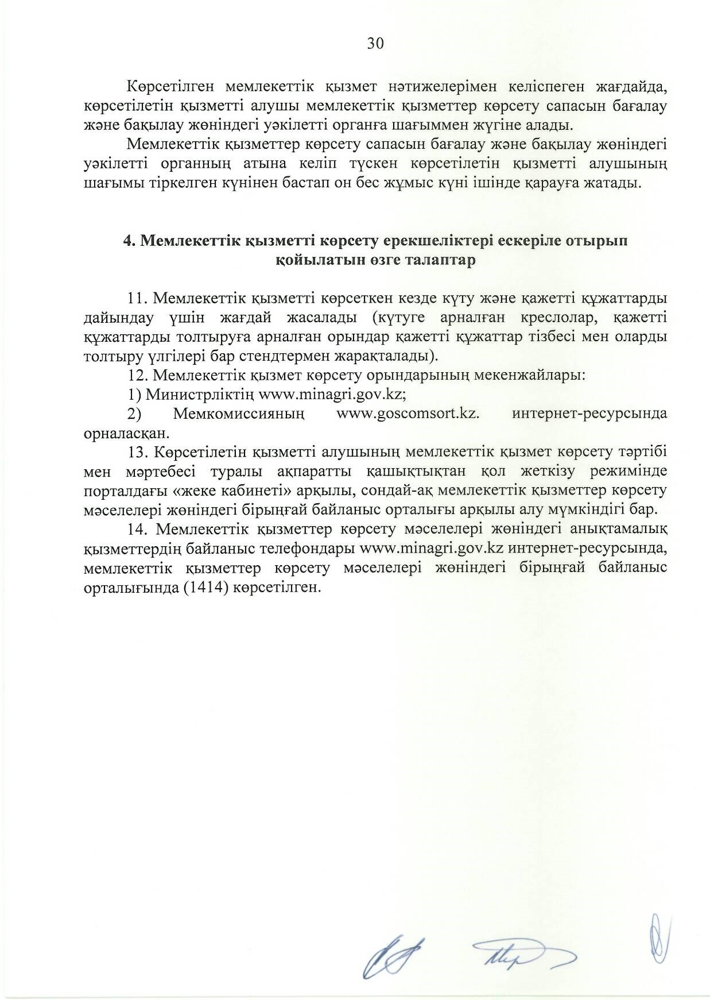 30
Көрсетілген мемлекеттік қызмет нәтижелерімен келіспеген жағдайда,
көрсетілетін қызметті алушы мемлекеттік қызметтер көрсету сапасын бағалау
және бақылау жөніндегі уәкілетті органға шағыммен жүгіне алады.
Мемлекеттік қызметтер көрсету сапасын бағалау және бақылау жөніндегі
уәкілетті органның атына келіп түскен көрсетілетін қызметті алушының
шағымы тіркелген күнінен бастап он бес жұмыс күні ішінде қарауға жатады.
4. Мемлекеттік қызметті көрсету ерекшеліктері ескеріле отырып
қойылатын өзге талаптар
11. Мемлекеттік қызметті көрсеткен кезде күту және қажетті құжаттарды
дайындау үшін жағдай жасалады (күтуге арналған креслолар, қажетті
құжаттарды толтыруға арналған орындар қажетті құжаттар тізбесі мен оларды
толтыру үлгілері бар стендтермен жарақталады).
12. Мемлекеттік қызмет көрсету орындарының мекенжайлары:
1) Министрліктің www.minagri.gov.kz;
2) Мемкомиссияның www.goscomsort.kz. интернет-ресурсында
орналасқан.
13. Көрсетілетін қызметті алушының мемлекеттік қызмет көрсету тәртібі
мен мәртебесі туралы ақпаратты қашықтықтан қол жеткізу режимінде
порталдағы «жеке кабинеті» арқылы, сондай-ақ мемлекеттік қызметтер көрсету
мәселелері жөніндегі бірыңғай байланыс орталығы арқылы алу мүмкіндігі бар.
14. Мемлекеттік қызметтер көрсету мәселелері жөніндегі анықтамалық
қызметтердің байланыс телефондары www.minagri.gov.kz интернет-ресурсында,
мемлекеттік қызметтер көрсету мәселелері жөніндегі бірыңғай байланыс
орталығында (1414) көрсетілген.